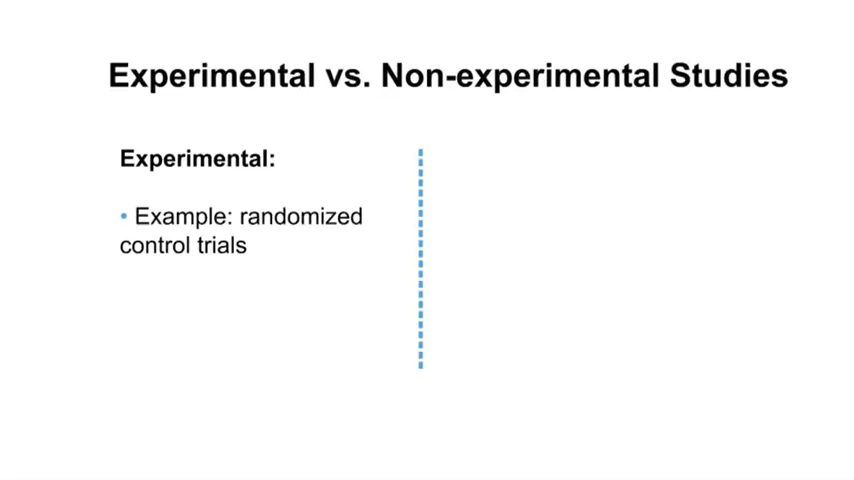 Experimental vs. Non-experimental Studies
Experimental:
• Example: randomized
control trials